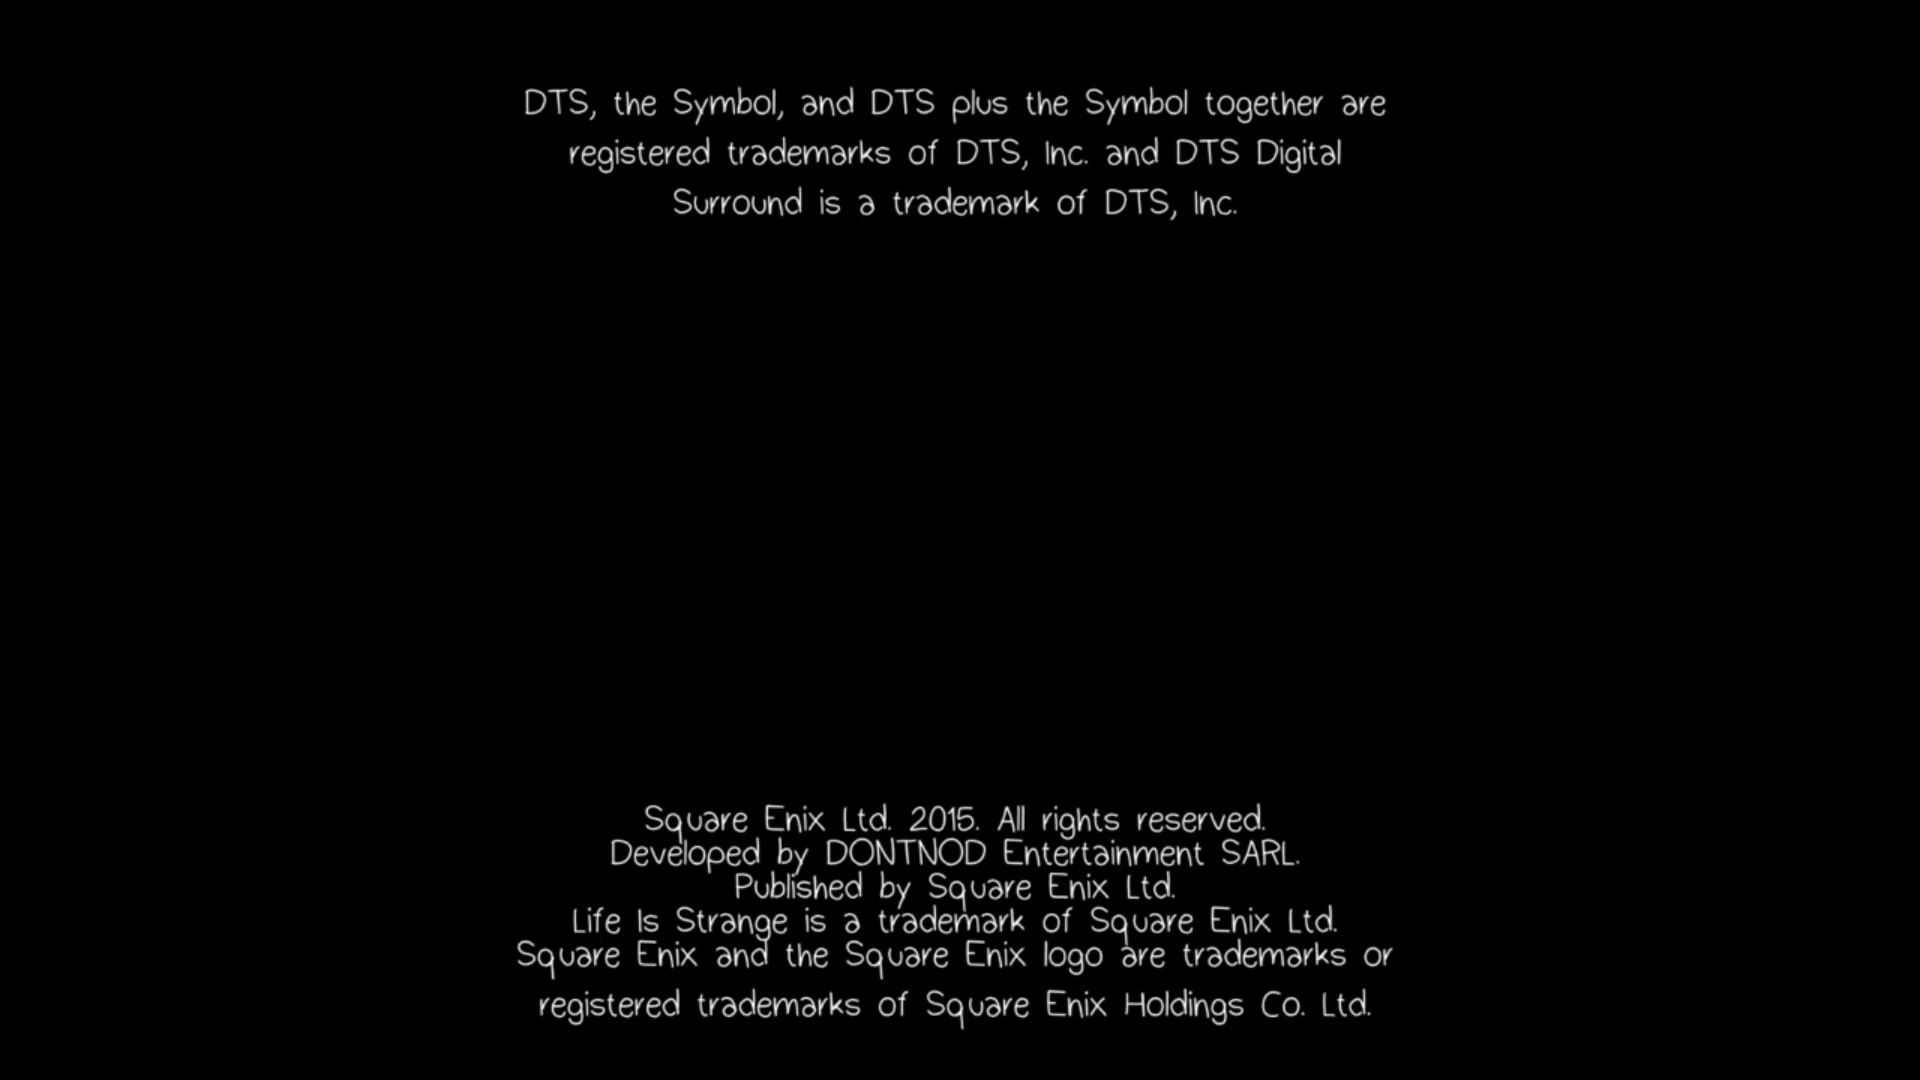 DTS, the Symbol, and DTS plus the Symbol together are
registered trademarks of DTS, Inc. and DTS Digital
Surround is a trademark of DTS, Inc.
Square Enix Ltd. 2015. All rights reserved.
Developed by DONTNOD Entertainment SARL.
Published by Square Enix Ltd.
Life Is Strange is a trademark of Square Enix Ltd.
Square Enix and the Square Enix logo are trademarks or
registered trademarks of Square Enix Holdings Co. Ltd.